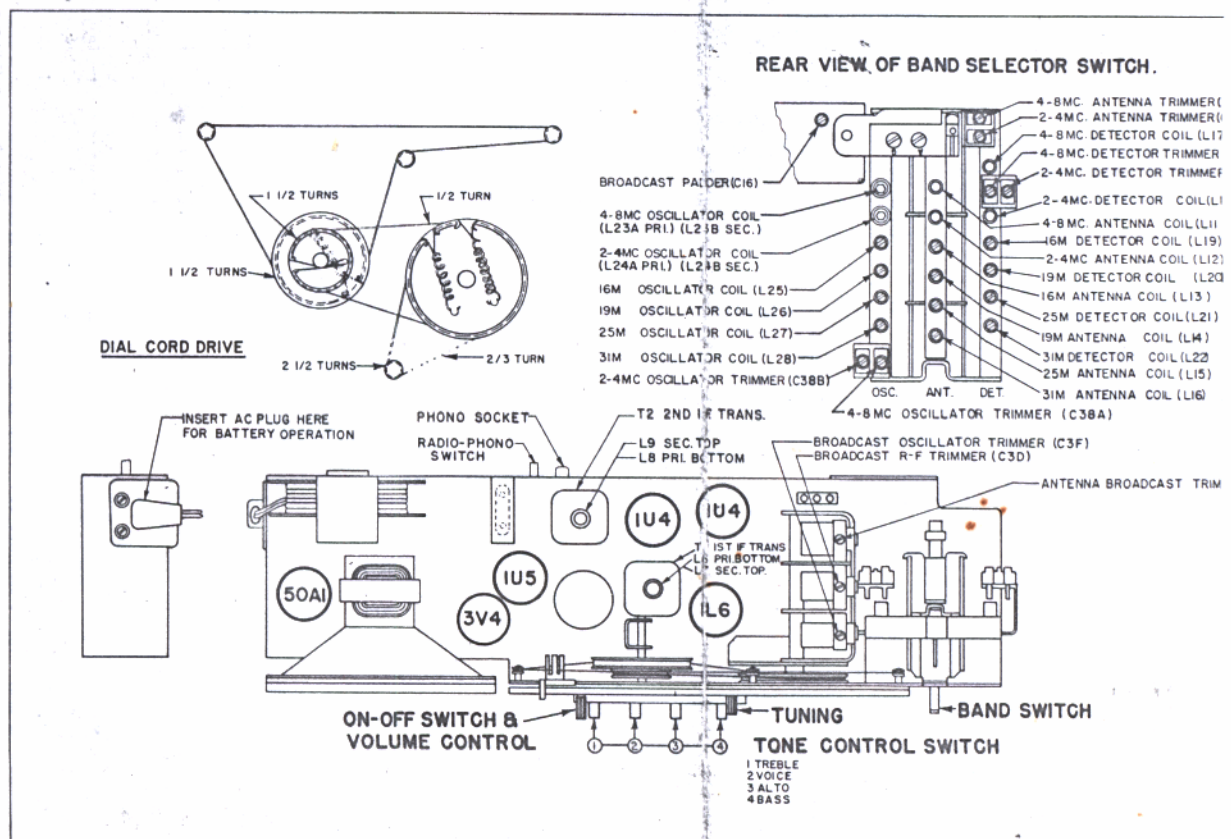 REAR VIEW OF BAND SELECTOR SWITCH.
4-8MC. ANTENNA TRIMMER(
2-4MC. ANTENNA TRIMMER(
4-8MC. DETECTOR COIL (L17
4-8MC. DETECTOR TRIMMER
2-4MC. DETECTOR TRIMMER
2-4MC. DETECTOR COIL(L1
4-8MC. ANTENNA COIL(L11
16M DETECTOR COIL (L19)
2-4MC ANTENNA COIL(L12)
19M DETECTOR COIL (L20
16M ANTENNA COIL (L13)
25M DETECTOR COIL(L21)
19M ANTENNA COIL (L14)
31M DETECTOR COIL (L22)
25M ANTENNA COIL (L15)
31M ANTENNA COIL (L16)
BROADCAST PADDER(C16)
4-8MC OSCILLATOR COIL
(L23A PRI.) (L23B SEC.)
2-4MC OSCILLATOR COIL
(L24A PRI.) (L24B SEC.)
16M OSCILLATOR COIL (L25)
19M OSCILLATOR COIL (L26)
25M OSCILLATOR COIL (L27)
31M OSCILLATOR COIL (L28)
2-4MC OSCILLATOR TRIMMER(C38B)
OSC. ANT. DET.
4-8MC OSCILLATOR TRIMMER (C38A)
1 1/2 TURNS
1/2 TURN
1 1/2 TURNS
DIAL CORD DRIVE
2 1/2 TURNS
2/3 TURN
INSERT AC PLUG HERE
FOR BATTERY OPERATION
PHONO SOCKET
RADIO-PHONO
SWITCH
T2 2ND IF TRANS.
L9 SEC. TOP
L8 PRI. BOTTOM
BROADCAST OSCILLATOR TRIMMER (C3F)
BROADCAST R-F TRIMMER (C3D)
ANTENNA BROADCAST TRIM
1U4
1U4
1ST IF TRANS
PRI. BOTTOM
SEC. TOP.
50A1
1U5
3V4
1L6
ON-OFF SWITCH &
VOLUME CONTROL
1 2 3 4
TUNING
BAND SWITCH
TONE CONTROL SWITCH
1 TREBLE
2 VOICE
3 ALTO
4 BASS